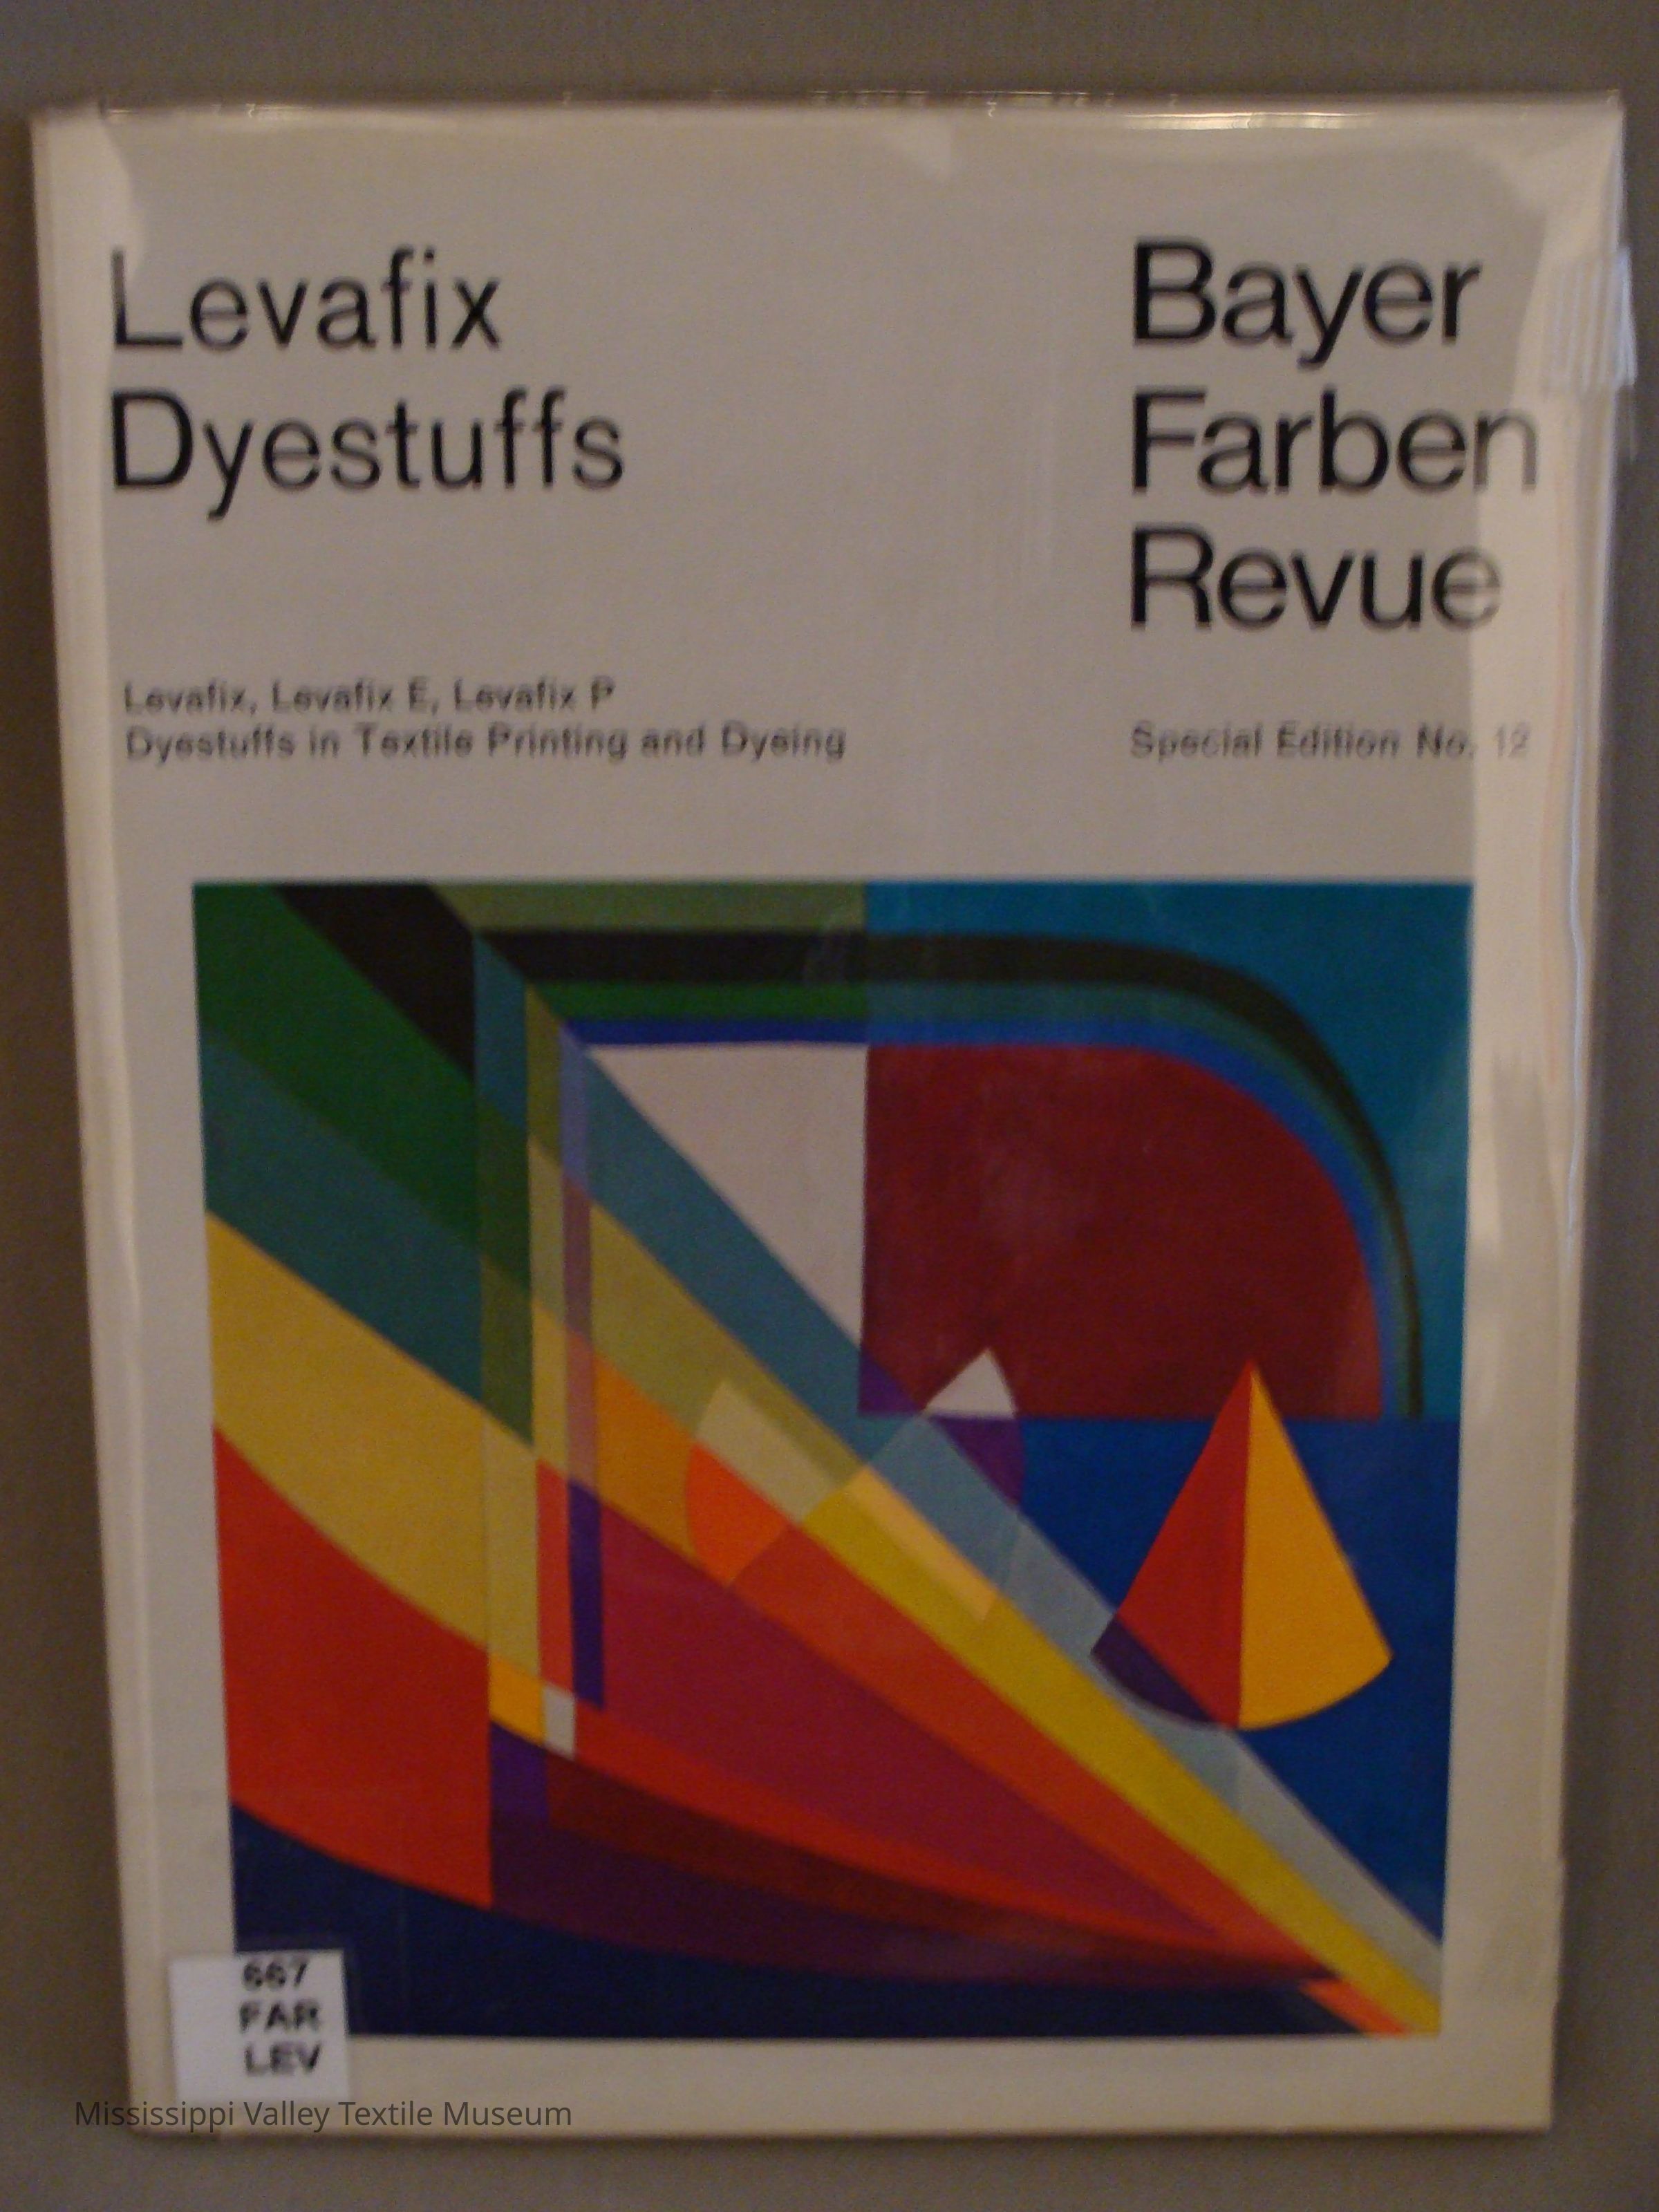 Levafix
Dyestuffs
Bayer
Farben
Revue
Levafix, Levafix E, Levafix P
Dyestuffs in Textile Printing and Dyeing
Special Edition No. 12
667
FAR
LEV
Mississippi Valley Textile Museum